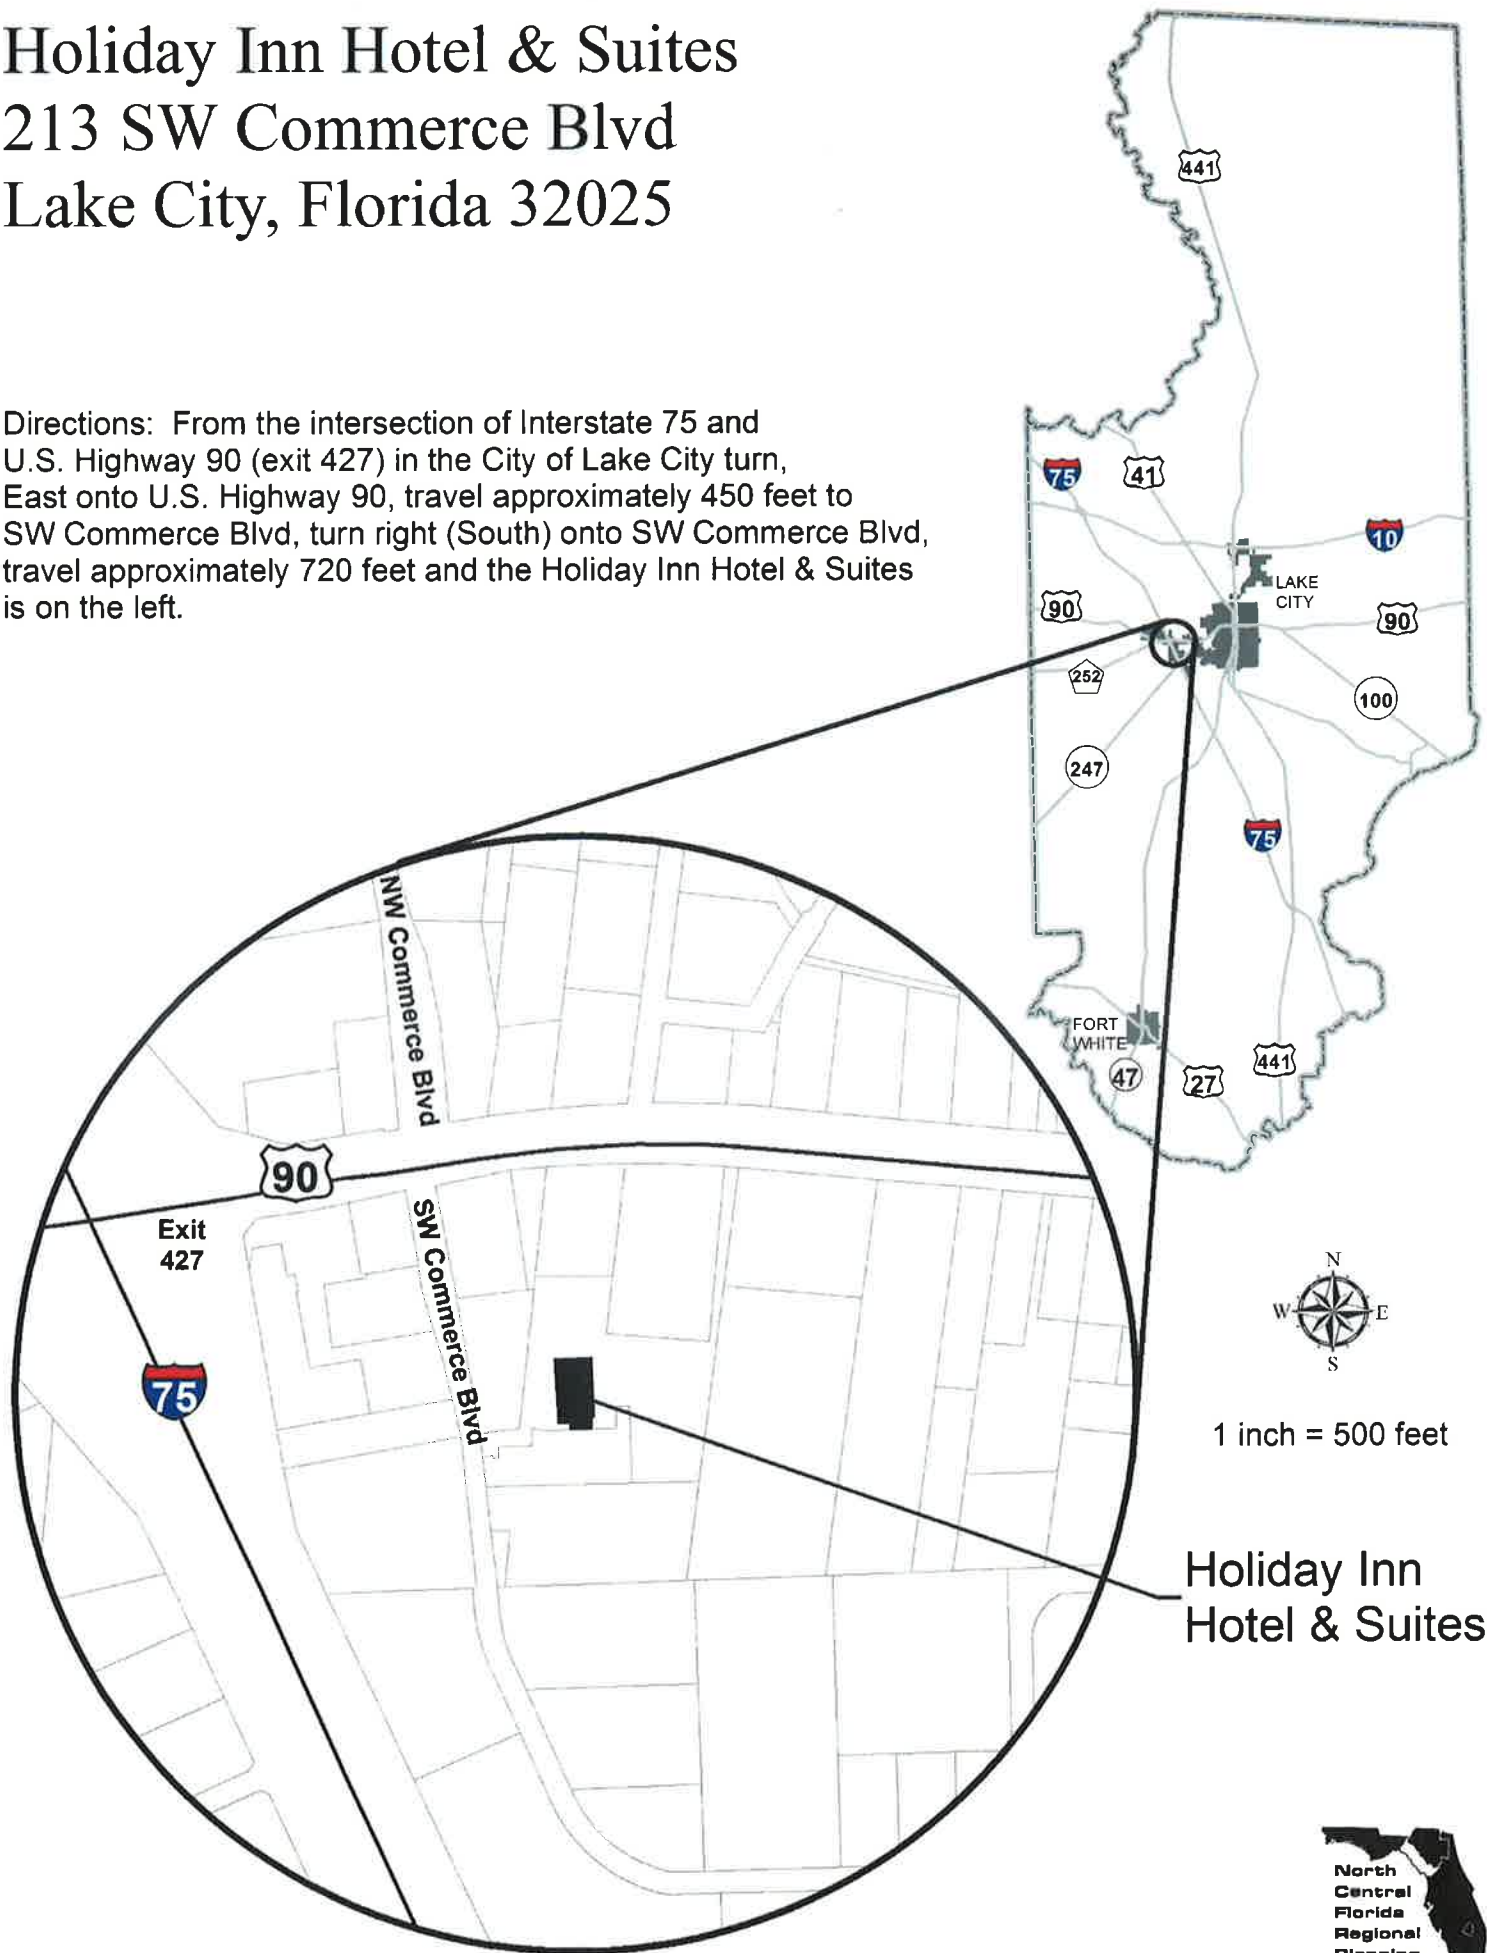 Holiday Inn Hotel & Suites
213 SW Commerce Blvd
Lake City, Florida 32025
Directions:  From the intersection of Interstate 75 and
U.S. Highway 90 (exit 427) in the City of Lake City turn,
East onto U.S. Highway 90, travel approximately 450 feet to
SW Commerce Blvd, turn right (South) onto SW Commerce Blvd,
travel approximately 720 feet and the Holiday Inn Hotel & Suites
is on the left.
441
75
41
10
LAKE
CITY
90
90
252
100
247
75
FORT
WHITE
47
27
441
NW Commerce Blvd
90
Exit
427
SW Commerce Blvd
75
N
W
E
S
1 inch = 500 feet
Holiday Inn
Hotel & Suites
North
Central
Florida
Regional